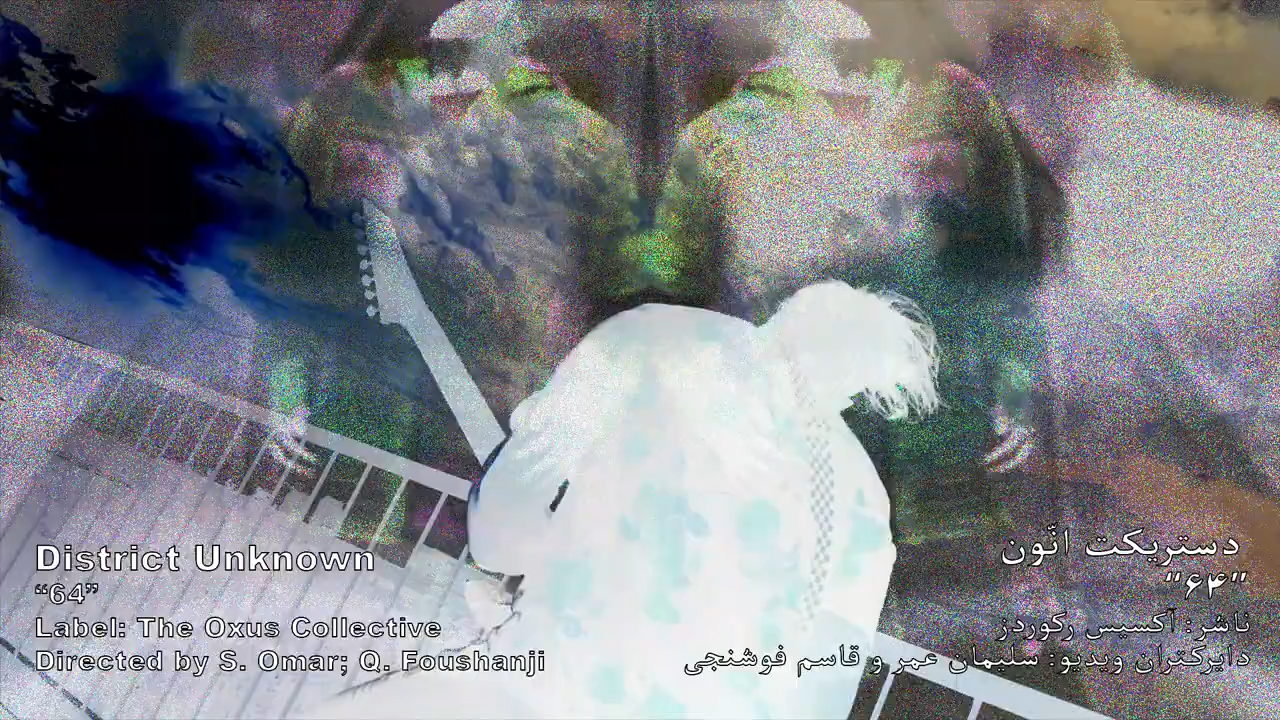 District Unknown
“64”
Label: The Oxus Collective
Directed by S. Omar; Q. Foushanji
دستریکت انّون
“۶۴”
ناشر: آکسیس رکوردز
دایرکتران ویدیو: سلیمان عمر و قاسم فوشنجی